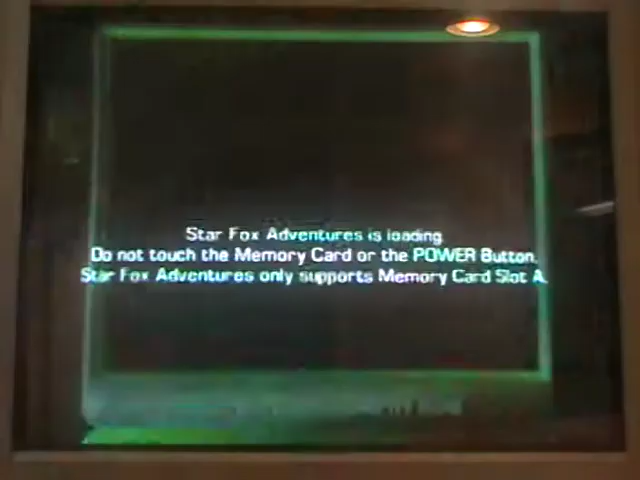 Star Fox Adventures is loading
Do not touch the Memory Card or the POWER Button.
Star Fox Adventures only supports Memory Card Slot A.